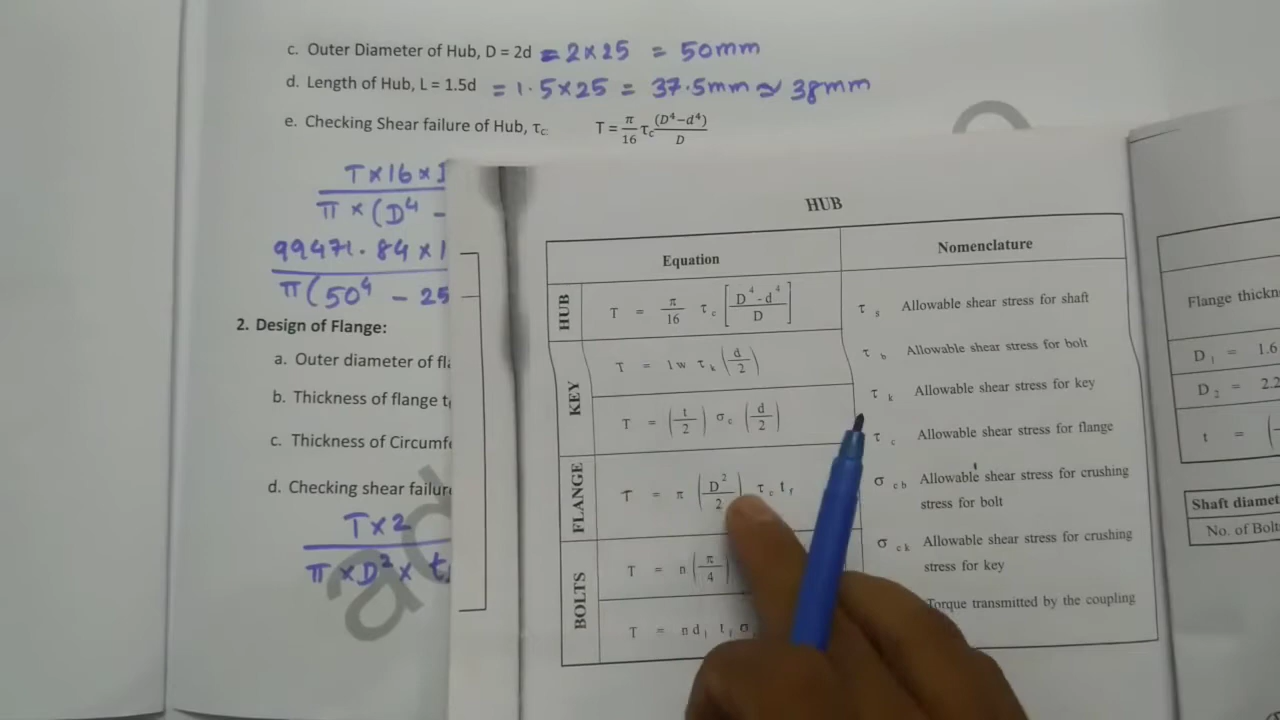 c. Outer Diameter of Hub, D = 2d = 2×25 = 50mm
d. Length of Hub, L = 1.5d = 1.5×25 = 37.5mm ≃ 38mm
e. Checking Shear failure of Hub, τc T = π/16 τc (D⁴−d⁴)/D
T×16×
π×(D⁴ −
99471.84×1
π(50⁴ − 25
2. Design of Flange:
a. Outer diameter of fl
b. Thickness of flange t
c. Thickness of Circumfe
d. Checking shear failur
T×2
π×D²×t
ad
HUB
Equation Nomenclature
HUB T = π/16 τc [D⁴-d⁴/D]
KEY T = l w τk (d/2)
T = (t/2) σc (d/2)
FLANGE T = π (D²/2) τc tf
BOLTS T = n (π/4)
T = n d1 tf σ
τs Allowable shear stress for shaft
τb Allowable shear stress for bolt
τk Allowable shear stress for key
τc Allowable shear stress for flange
σcb Allowable shear stress for crushing
stress for bolt
σck Allowable shear stress for crushing
stress for key
Torque transmitted by the coupling
Flange thickn
D1 = 1.6
D2 = 2.2
t = (
Shaft diamet
No. of Bolt